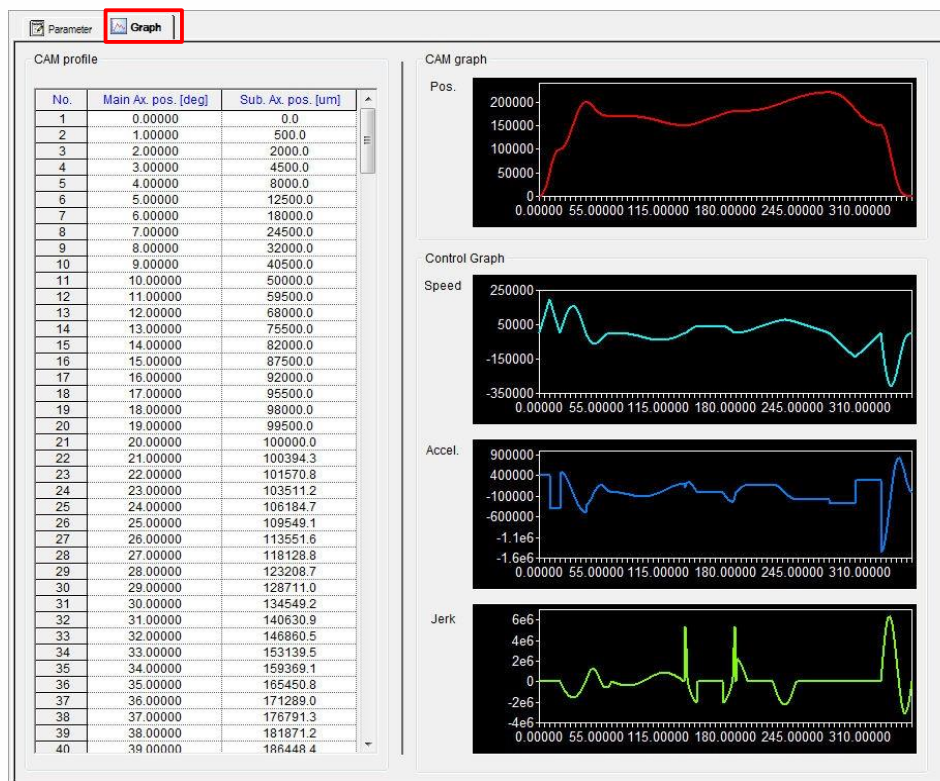 Parameter
Graph
CAM profile
No. Main Ax. pos. [deg] Sub. Ax. pos. [um]
1 0.00000 0.0
2 1.00000 500.0
3 2.00000 2000.0
4 3.00000 4500.0
5 4.00000 8000.0
6 5.00000 12500.0
7 6.00000 18000.0
8 7.00000 24500.0
9 8.00000 32000.0
10 9.00000 40500.0
11 10.00000 50000.0
12 11.00000 59500.0
13 12.00000 68000.0
14 13.00000 75500.0
15 14.00000 82000.0
16 15.00000 87500.0
17 16.00000 92000.0
18 17.00000 95500.0
19 18.00000 98000.0
20 19.00000 99500.0
21 20.00000 100000.0
22 21.00000 100394.3
23 22.00000 101570.8
24 23.00000 103511.2
25 24.00000 106184.7
26 25.00000 109549.1
27 26.00000 113551.6
28 27.00000 118128.8
29 28.00000 123208.7
30 29.00000 128711.0
31 30.00000 134549.2
32 31.00000 140630.9
33 32.00000 146860.5
34 33.00000 153139.5
35 34.00000 159369.1
36 35.00000 165450.8
37 36.00000 171289.0
38 37.00000 176791.3
39 38.00000 181871.2
40 39.00000 186448.4
CAM graph
Pos.
200000
150000
100000
50000
0
0.00000 55.00000 115.00000 180.00000 245.00000 310.00000
Control Graph
Speed
250000
50000
-150000
-350000
0.00000 55.00000 115.00000 180.00000 245.00000 310.00000
Accel.
900000
400000
-100000
-600000
-1.1e6
-1.6e6
0.00000 55.00000 115.00000 180.00000 245.00000 310.00000
Jerk
6e6
4e6
2e6
0
-2e6
-4e6
0.00000 55.00000 115.00000 180.00000 245.00000 310.00000